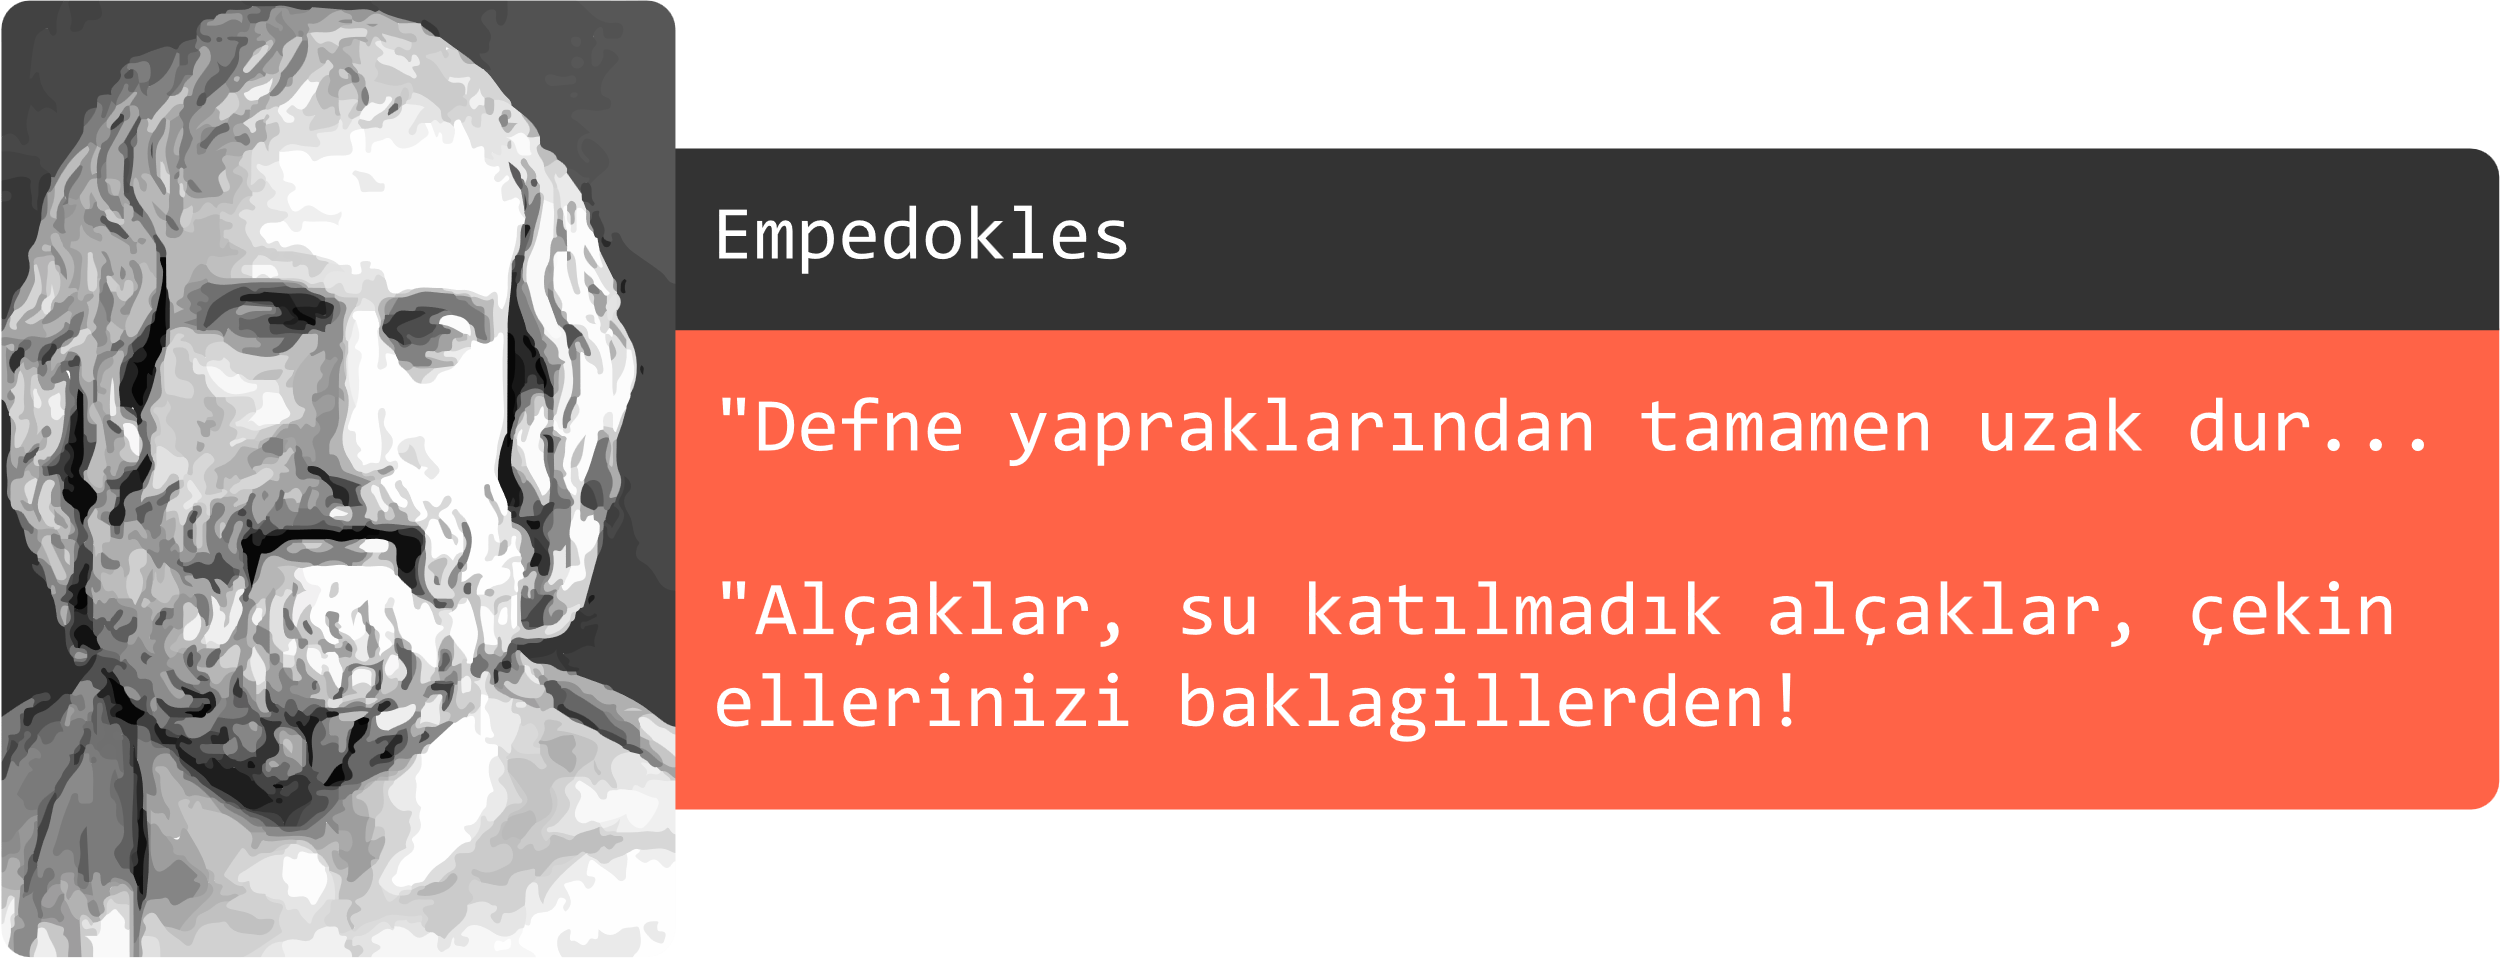 Empedokles
"Defne yapraklarından tamamen uzak dur...
"Alçaklar, su katılmadık alçaklar, çekin
ellerinizi baklagillerden!